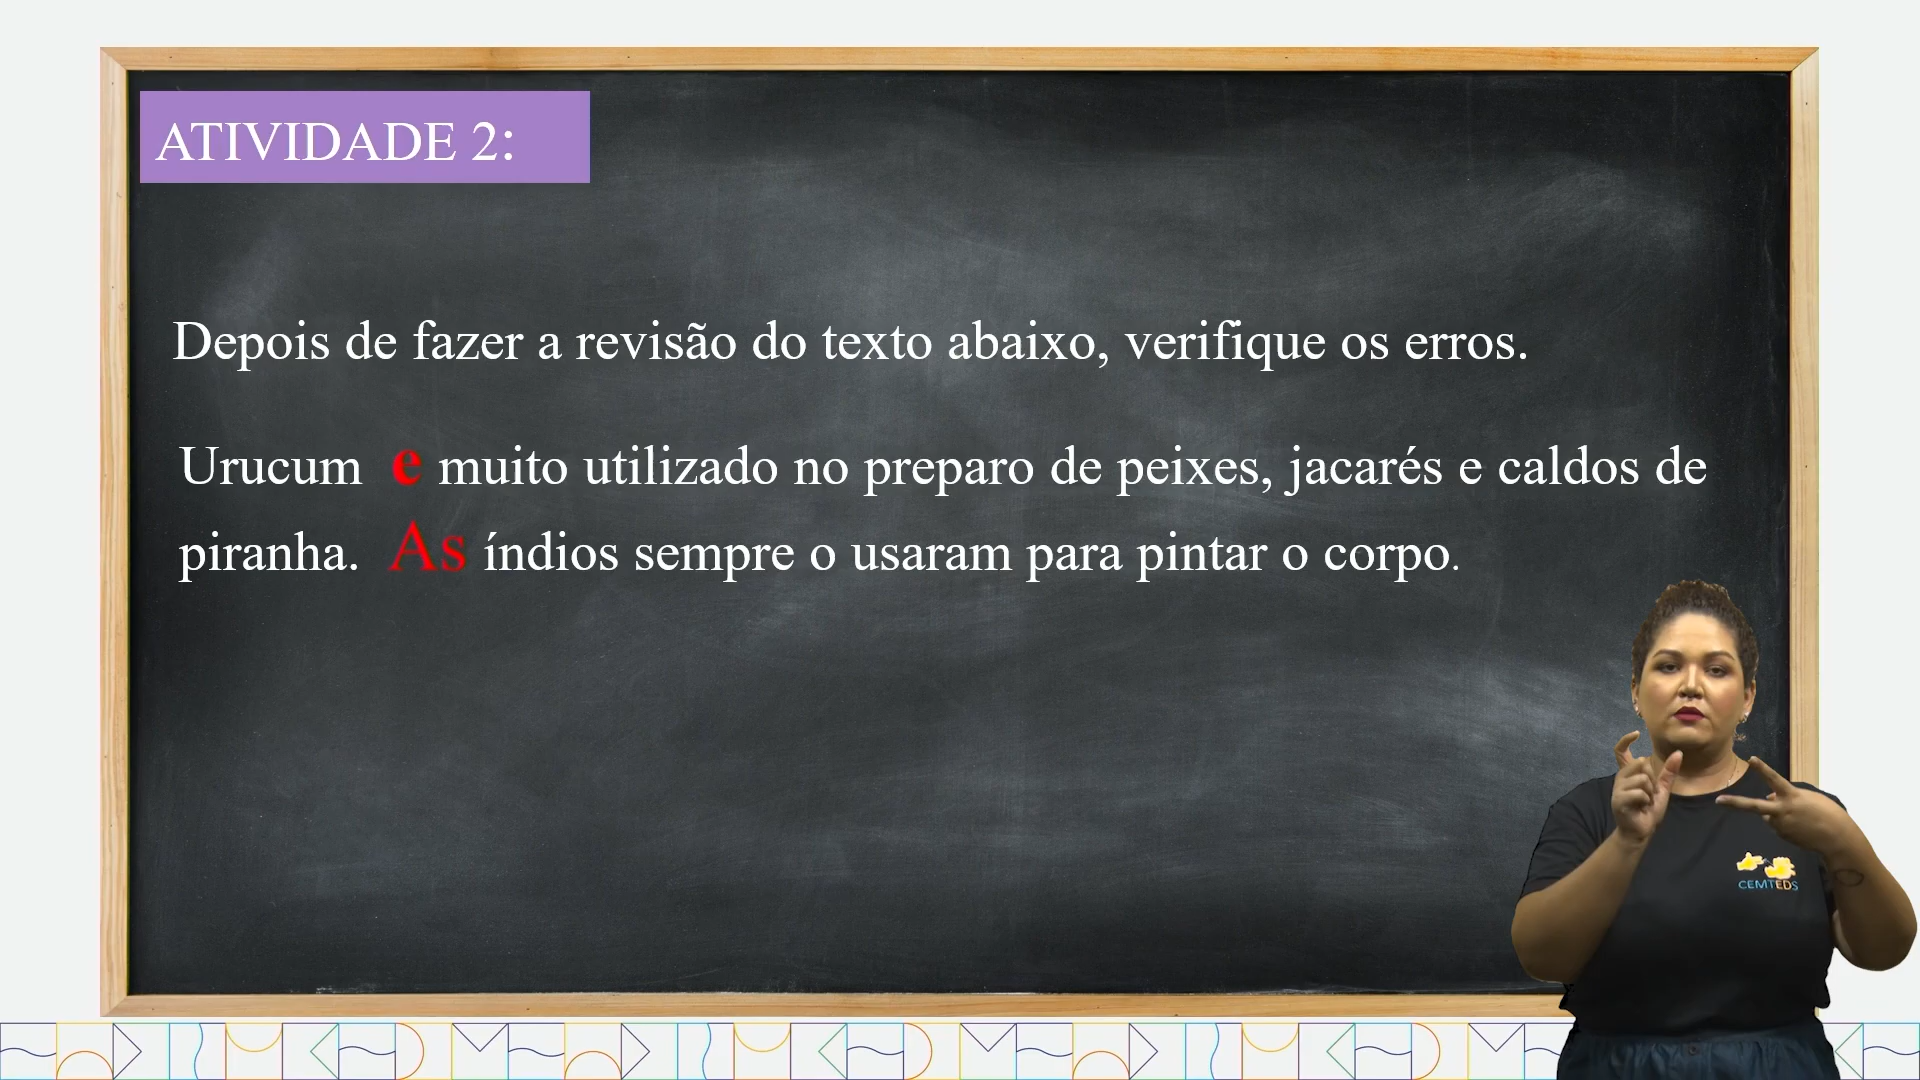 ATIVIDADE 2:
Depois de fazer a revisão do texto abaixo, verifique os erros.
Urucum e muito utilizado no preparo de peixes, jacarés e caldos de
piranha. As índios sempre o usaram para pintar o corpo.
CEMTEDS